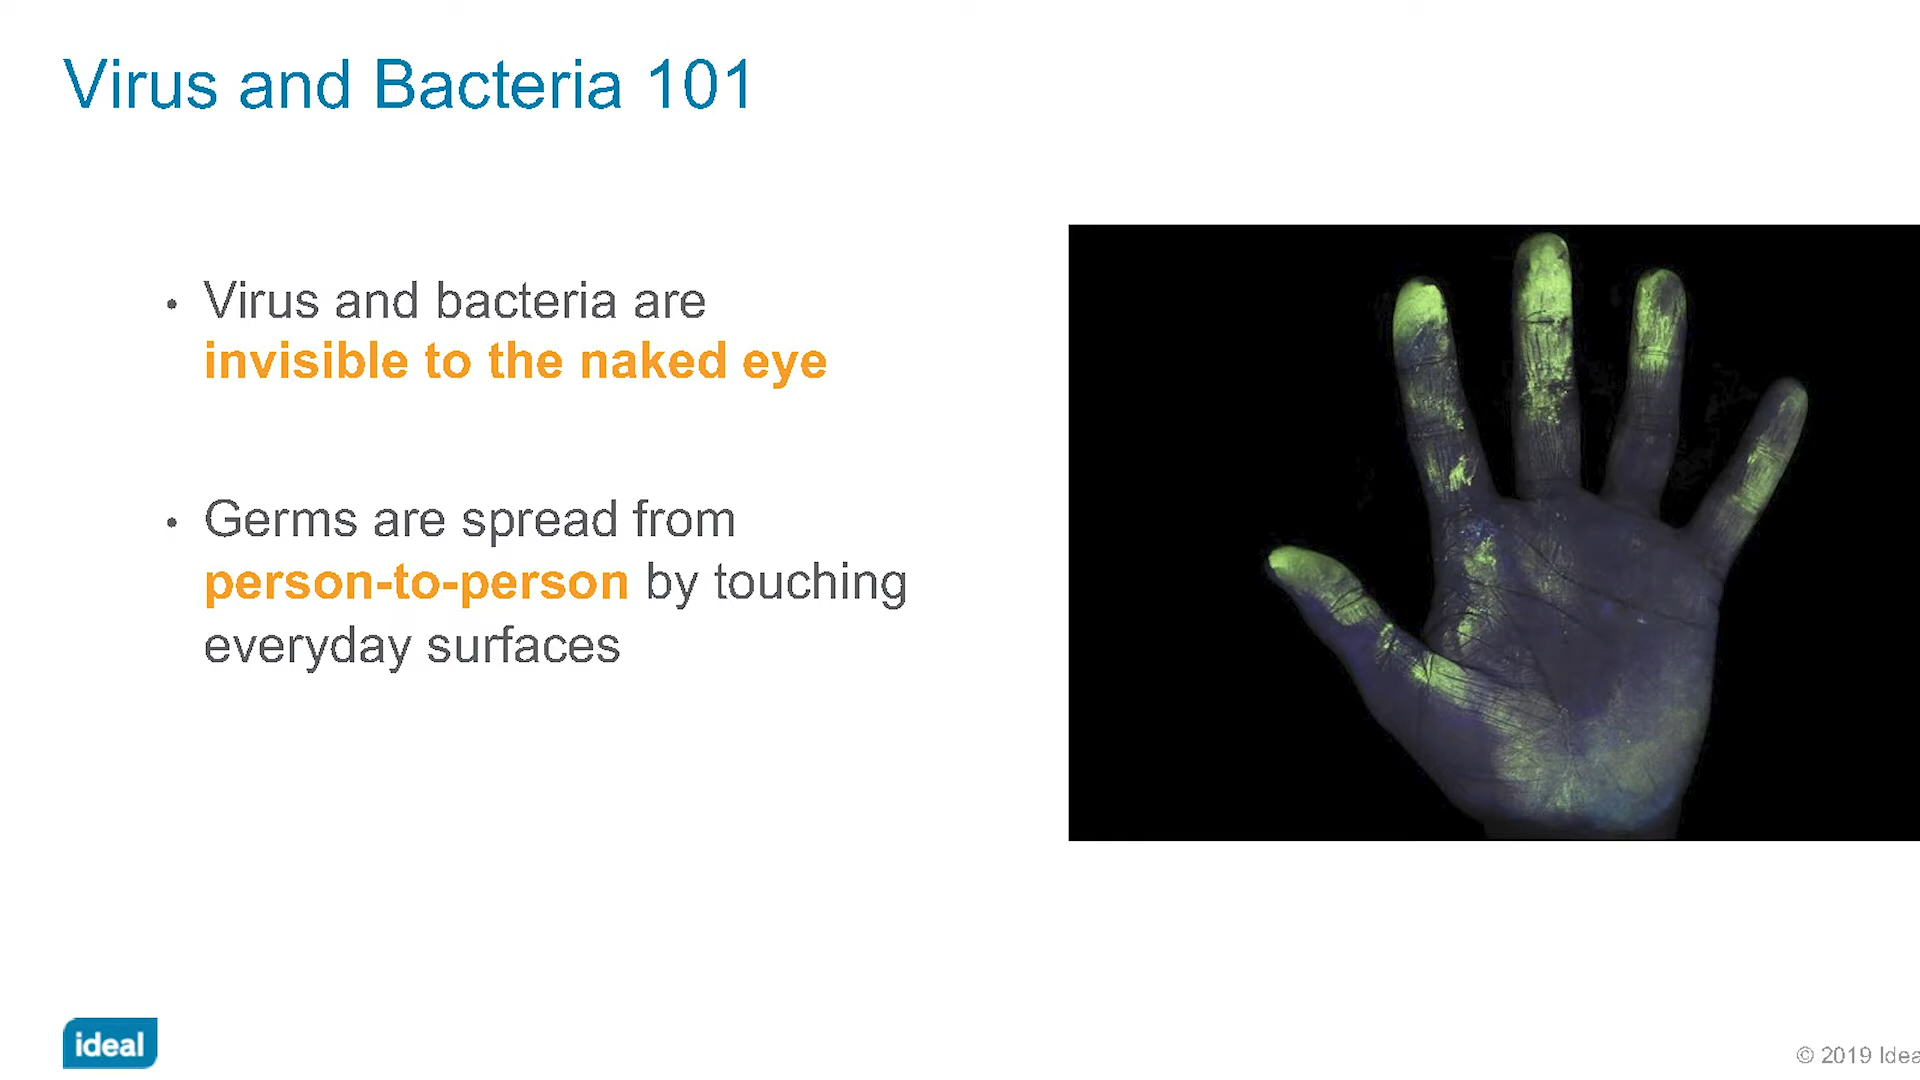 Virus and Bacteria 101
• Virus and bacteria are
invisible to the naked eye
• Germs are spread from
person-to-person by touching
everyday surfaces
ideal
© 2019 Idea